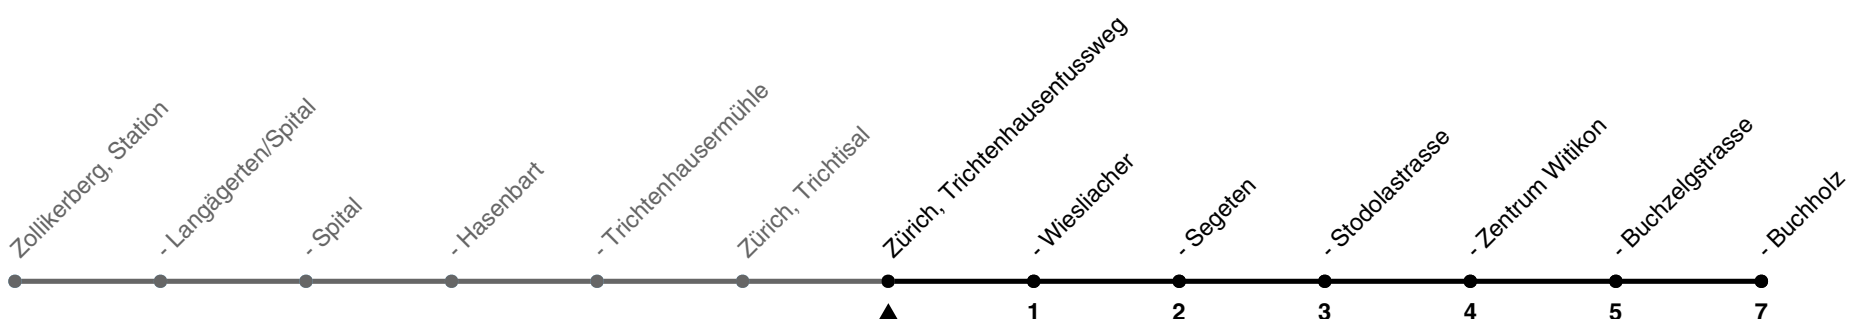 Zollikerberg, Station
- Langägerten/Spital
- Spital
- Hasenbart
- Trichtenhausermühle
Zürich, Trichtisal
Zürich, Trichtenhausenfussweg
- Wiesliacher
- Segeten
- Stodolastrasse
- Zentrum Witikon
- Buchzelgstrasse
- Buchholz
1 2 3 4 5 7